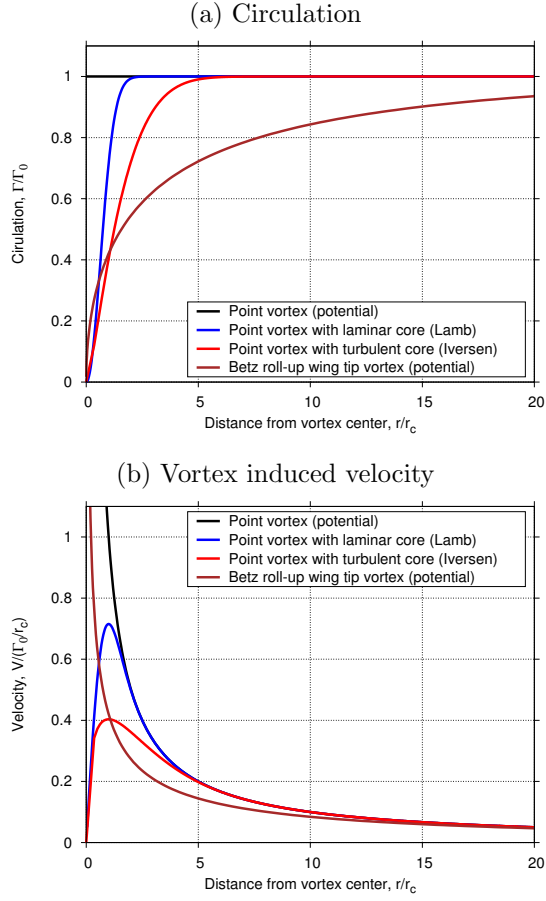 (a) Circulation
Cirulation, Γ/Γ0
1
0.8
0.6
0.4
0.2
0
Point vortex (potential)
Point vortex with laminar core (Lamb)
Point vortex with turbulent core (Iversen)
Betz roll-up wing tip vortex (potential)
0 5 10 15 20
Distance from vortex center, r/rc
(b) Vortex induced velocity
Velocity, V/(Γ0/rc)
1
0.8
0.6
0.4
0.2
0
Point vortex (potential)
Point vortex with laminar core (Lamb)
Point vortex with turbulent core (Iversen)
Betz roll-up wing tip vortex (potential)
0 5 10 15 20
Distance from vortex center, r/rc